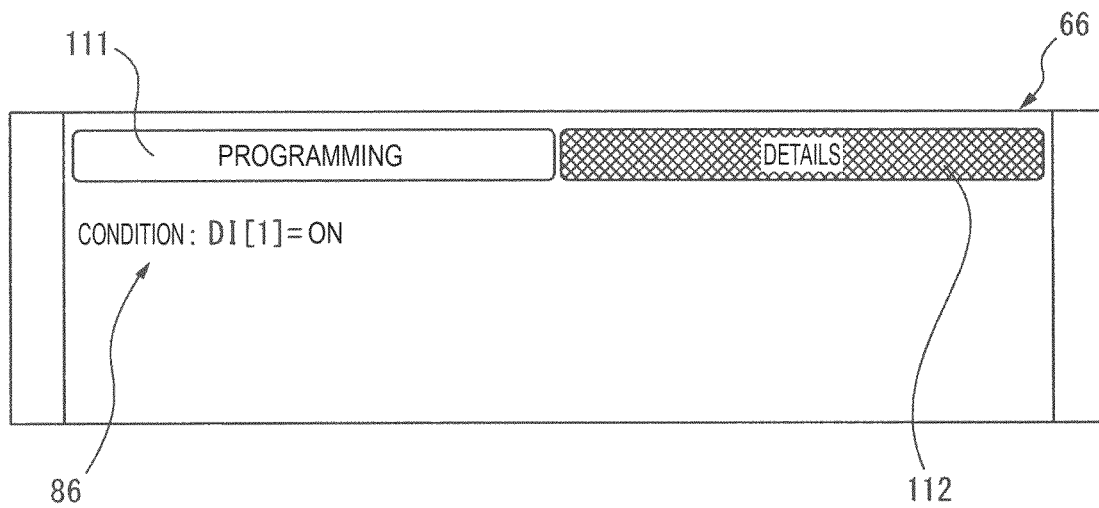 111
66
PROGRAMMING DETAILS
CONDITION: DI[1]=ON
86
112